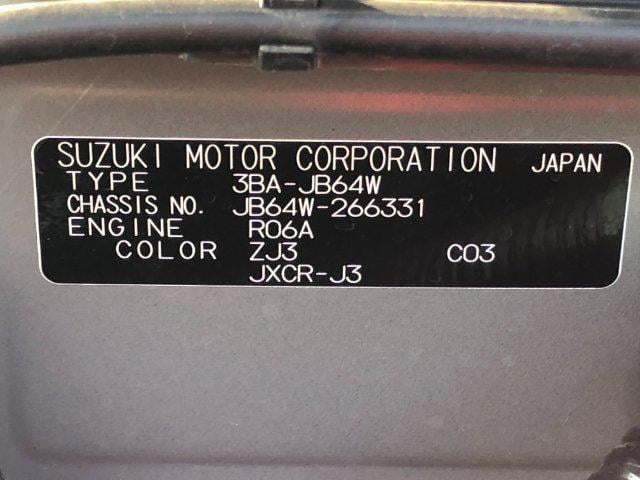 SUZUKI MOTOR CORPORATION JAPAN
TYPE 3BA-JB64W
CHASSIS NO. JB64W-266331
ENGINE R06A
COLOR ZJ3 C03
JXCR-J3